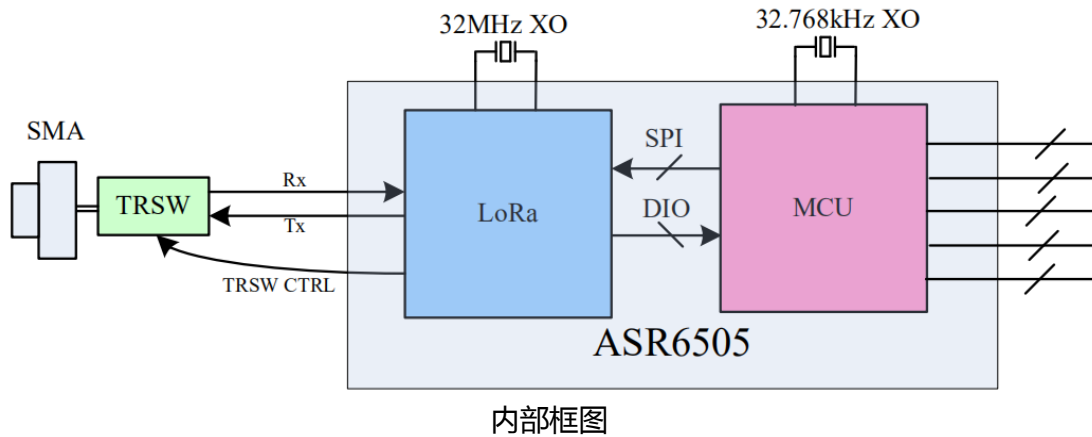 32MHz XO
32.768kHz XO
SMA
TRSW
Rx
Tx
TRSW CTRL
LoRa
SPI
DIO
MCU
ASR6505
内部框图